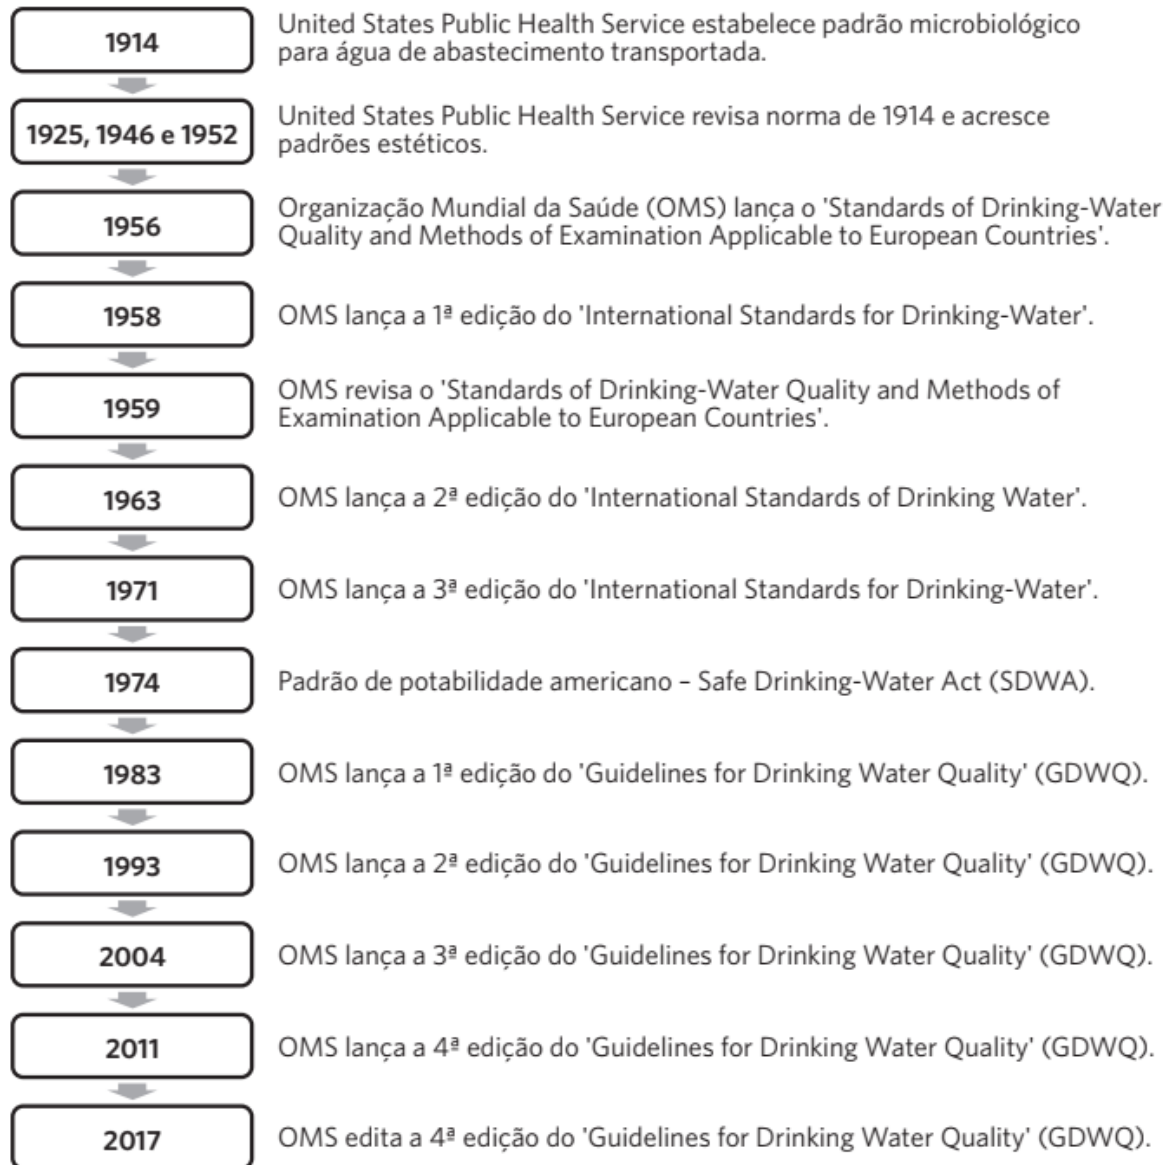 1914
United States Public Health Service estabelece padrão microbiológico
para água de abastecimento transportada.
1925, 1946 e 1952
United States Public Health Service revisa norma de 1914 e acresce
padrões estéticos.
1956
Organização Mundial da Saúde (OMS) lança o 'Standards of Drinking-Water
Quality and Methods of Examination Applicable to European Countries'.
1958
OMS lança a 1ª edição do 'International Standards for Drinking-Water'.
1959
OMS revisa o 'Standards of Drinking-Water Quality and Methods of
Examination Applicable to European Countries'.
1963
OMS lança a 2ª edição do 'International Standards of Drinking Water'.
1971
OMS lança a 3ª edição do 'International Standards for Drinking-Water'.
1974
Padrão de potabilidade americano – Safe Drinking-Water Act (SDWA).
1983
OMS lança a 1ª edição do 'Guidelines for Drinking Water Quality' (GDWQ).
1993
OMS lança a 2ª edição do 'Guidelines for Drinking Water Quality' (GDWQ).
2004
OMS lança a 3ª edição do 'Guidelines for Drinking Water Quality' (GDWQ).
2011
OMS lança a 4ª edição do 'Guidelines for Drinking Water Quality' (GDWQ).
2017
OMS edita a 4ª edição do 'Guidelines for Drinking Water Quality' (GDWQ).